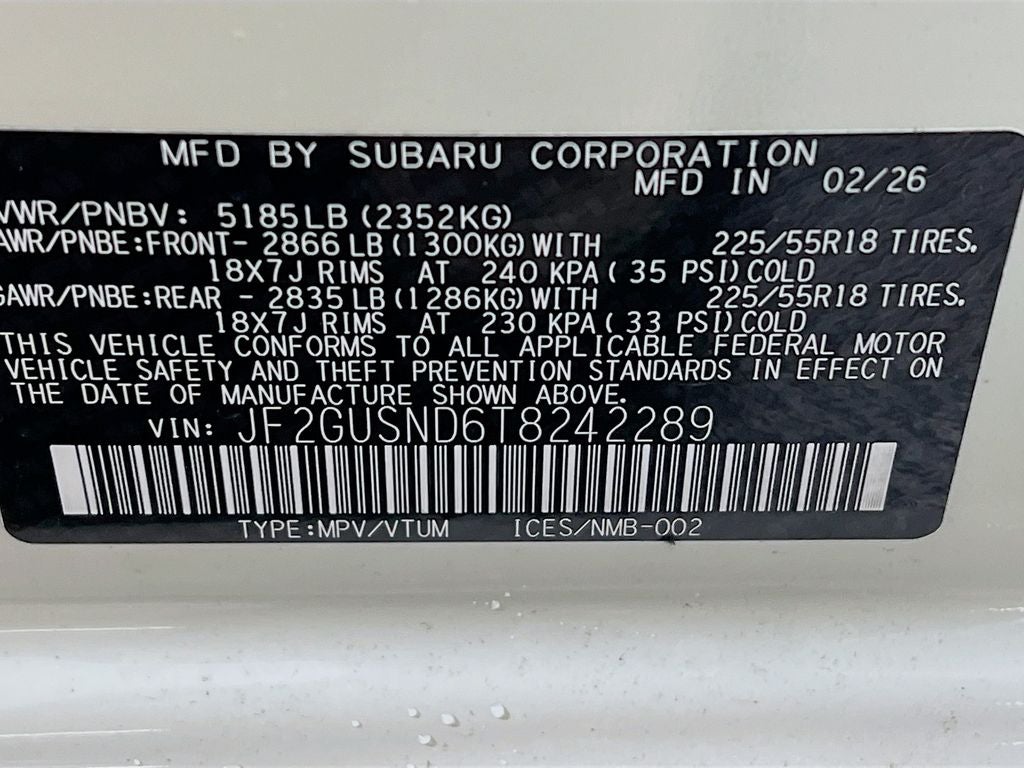 MFD BY SUBARU CORPORATION
MFD IN 02/26
VWR/PNBV: 5185LB (2352KG)
AWR/PNBE:FRONT- 2866 LB (1300KG) WITH 225/55R18 TIRES.
18X7J RIMS AT 240 KPA ( 35 PSI) COLD
GAWR/PNBE:REAR - 2835 LB (1286KG) WITH 225/55R18 TIRES.
18X7J RIMS AT 230 KPA ( 33 PSI) COLD
THIS VEHICLE CONFORMS TO ALL APPLICABLE FEDERAL MOTOR
VEHICLE SAFETY AND THEFT PREVENTION STANDARDS IN EFFECT ON
THE DATE OF MANUFACTURE SHOWN ABOVE.
VIN: JF2GUSND6T8242289
TYPE:MPV/VTUM ICES/NMB-002